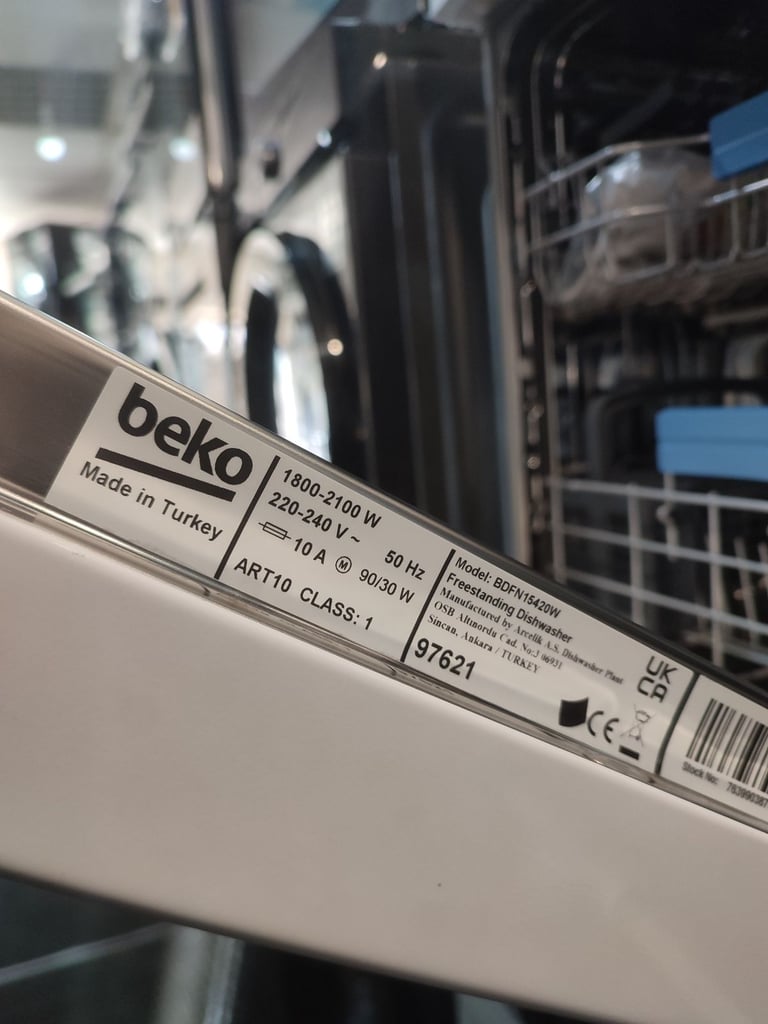 beko
Made in Turkey
1800-2100 W
220-240 V ~ 50 Hz
10 A M 90/30 W
ART10 CLASS: 1
Model: BDFN15420W
Freestanding Dishwasher
Manufactured by Arcelik A.S. Dishwasher Plant
OSB Altınordu Cad. No:3 06931
Sincan, Ankara / TURKEY
97621
UK
CA
CE
Stock No: